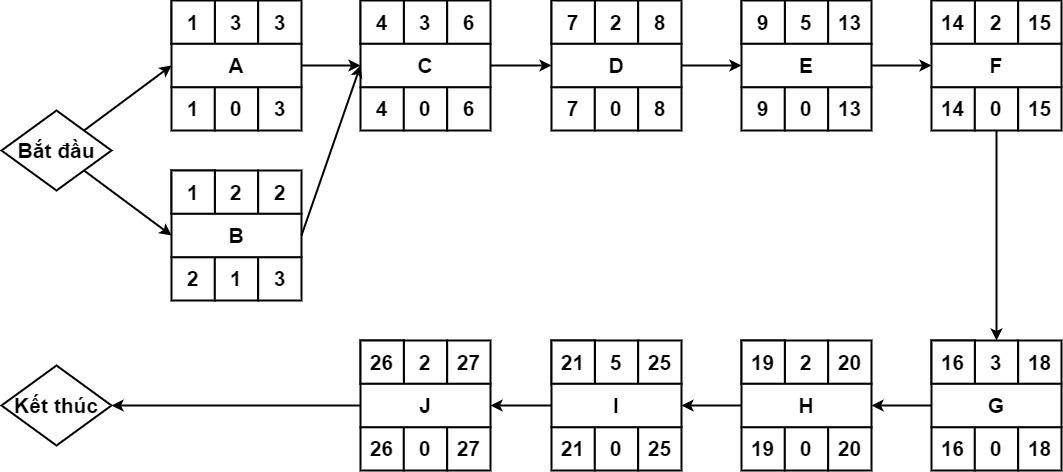 1 3 3
A
1 0 3
4 3 6
C
4 0 6
7 2 8
D
7 0 8
9 5 13
E
9 0 13
14 2 15
F
14 0 15
Bắt đầu
1 2 2
B
2 1 3
26 2 27
J
26 0 27
21 5 25
I
21 0 25
19 2 20
H
19 0 20
16 3 18
G
16 0 18
Kết thúc